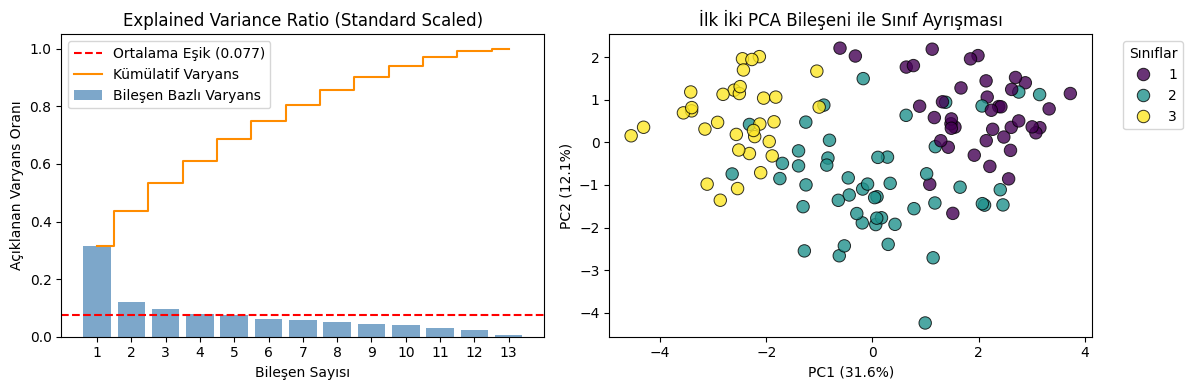 Explained Variance Ratio (Standard Scaled)
Ortalama Eşik (0.077)
Kümülatif Varyans
Bileşen Bazlı Varyans
Açıklanan Varyans Oranı
1.0
0.8
0.6
0.4
0.2
0.0
1 2 3 4 5 6 7 8 9 10 11 12 13
Bileşen Sayısı
İlk İki PCA Bileşeni ile Sınıf Ayrışması
PC2 (12.1%)
2
1
0
−1
−2
−3
−4
−4 −2 0 2 4
PC1 (31.6%)
Sınıflar
1
2
3